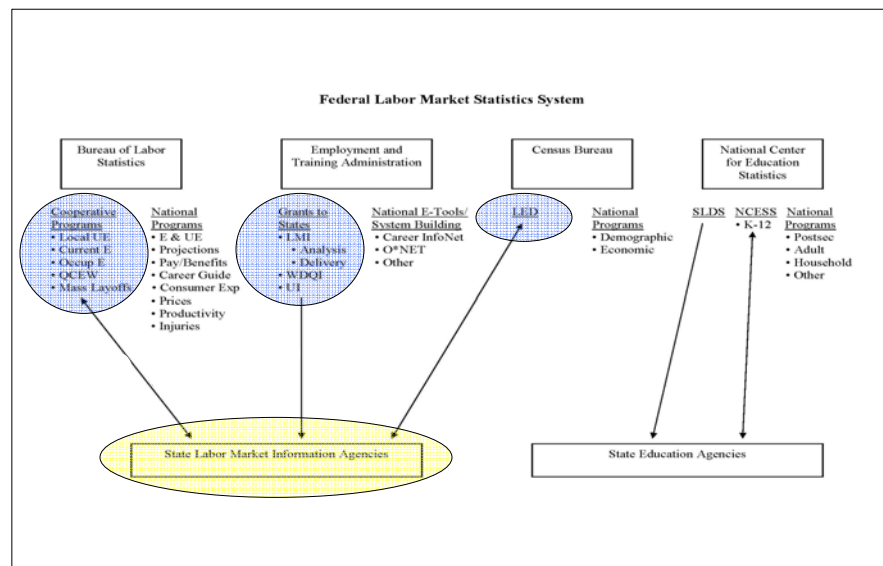 Federal Labor Market Statistics System
Bureau of Labor
Statistics
Cooperative
Programs
• Local UE
• Current E
• Occup E
• QCEW
• Mass Layoffs
National
Programs
• E & UE
• Projections
• Pay/Benefits
• Career Guide
• Consumer Exp
• Prices
• Productivity
• Injuries
Employment and
Training Administration
Grants to
States
• LMI
• Analysis
• Delivery
• WDQI
• UI
National E-Tools/
System Building
• Career InfoNet
• O*NET
• Other
Census Bureau
LED
National
Programs
• Demographic
• Economic
National Center
for Education
Statistics
SLDS
NCESS
• K-12
National
Programs
• Postsec
• Adult
• Household
• Other
State Labor Market Information Agencies
State Education Agencies